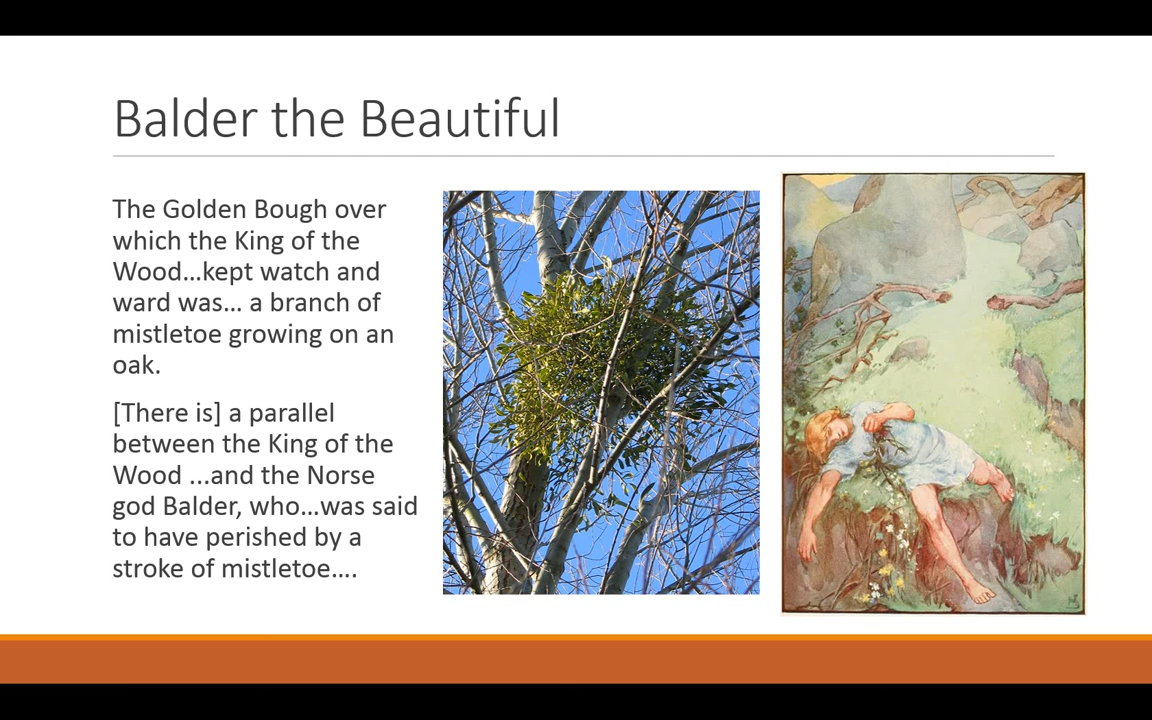 Balder the Beautiful
The Golden Bough over
which the King of the
Wood…kept watch and
ward was… a branch of
mistletoe growing on an
oak.
[There is] a parallel
between the King of the
Wood …and the Norse
god Balder, who…was said
to have perished by a
stroke of mistletoe….